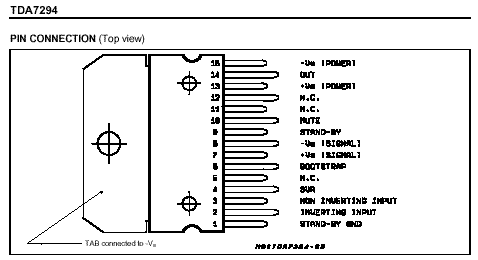 TDA7294
PIN CONNECTION (Top view)
15 -Vs (POWER)
14 OUT
13 +Vs (POWER)
12 N.C.
11 N.C.
10 MUTE
9 STAND-BY
8 -Vs (SIGNAL)
7 +Vs (SIGNAL)
6 BOOTSTRAP
5 N.C.
4 SVR
3 NON INVERTING INPUT
2 INVERTING INPUT
1 STAND-BY GND
TAB connected to -Vs